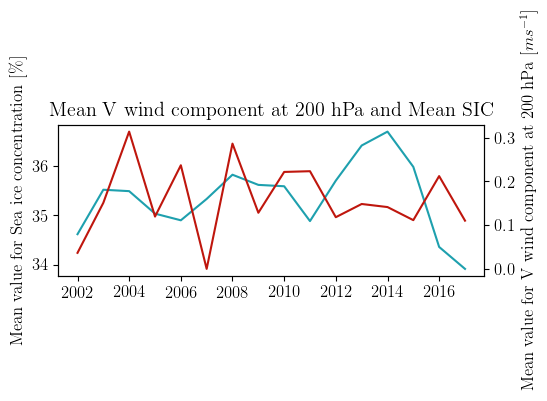 Mean V wind component at 200 hPa and Mean SIC
Mean value for Sea ice concentration [%]
36
35
34
0.3
0.2
0.1
0.0
Mean value for V wind component at 200 hPa [ms⁻¹]
2002 2004 2006 2008 2010 2012 2014 2016